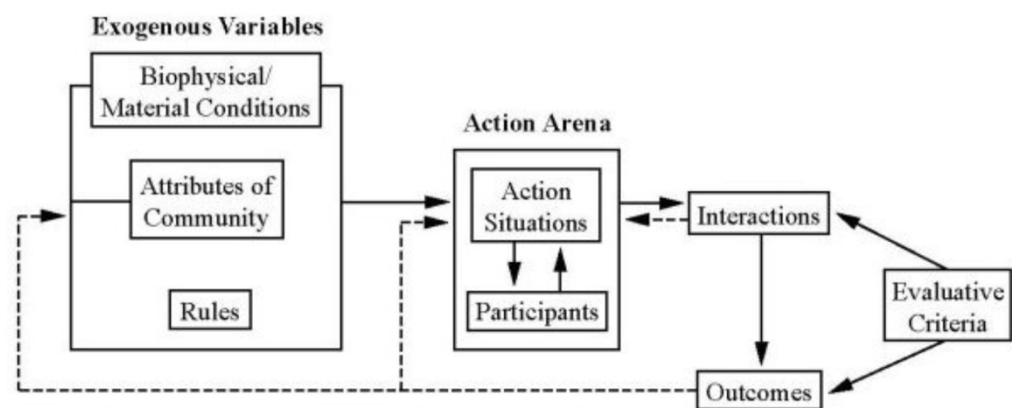 Exogenous Variables
Biophysical/
Material Conditions
Attributes of
Community
Rules
Action Arena
Action
Situations
Participants
Interactions
Outcomes
Evaluative
Criteria